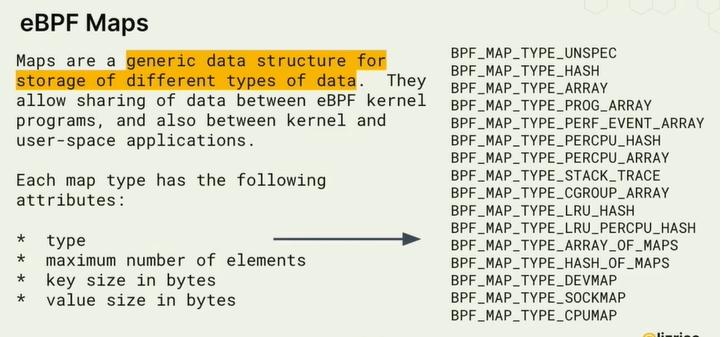 eBPF Maps
Maps are a generic data structure for
storage of different types of data. They
allow sharing of data between eBPF kernel
programs, and also between kernel and
user-space applications.
Each map type has the following
attributes:
* type
* maximum number of elements
* key size in bytes
* value size in bytes
BPF_MAP_TYPE_UNSPEC
BPF_MAP_TYPE_HASH
BPF_MAP_TYPE_ARRAY
BPF_MAP_TYPE_PROG_ARRAY
BPF_MAP_TYPE_PERF_EVENT_ARRAY
BPF_MAP_TYPE_PERCPU_HASH
BPF_MAP_TYPE_PERCPU_ARRAY
BPF_MAP_TYPE_STACK_TRACE
BPF_MAP_TYPE_CGROUP_ARRAY
BPF_MAP_TYPE_LRU_HASH
BPF_MAP_TYPE_LRU_PERCPU_HASH
BPF_MAP_TYPE_ARRAY_OF_MAPS
BPF_MAP_TYPE_HASH_OF_MAPS
BPF_MAP_TYPE_DEVMAP
BPF_MAP_TYPE_SOCKMAP
BPF_MAP_TYPE_CPUMAP